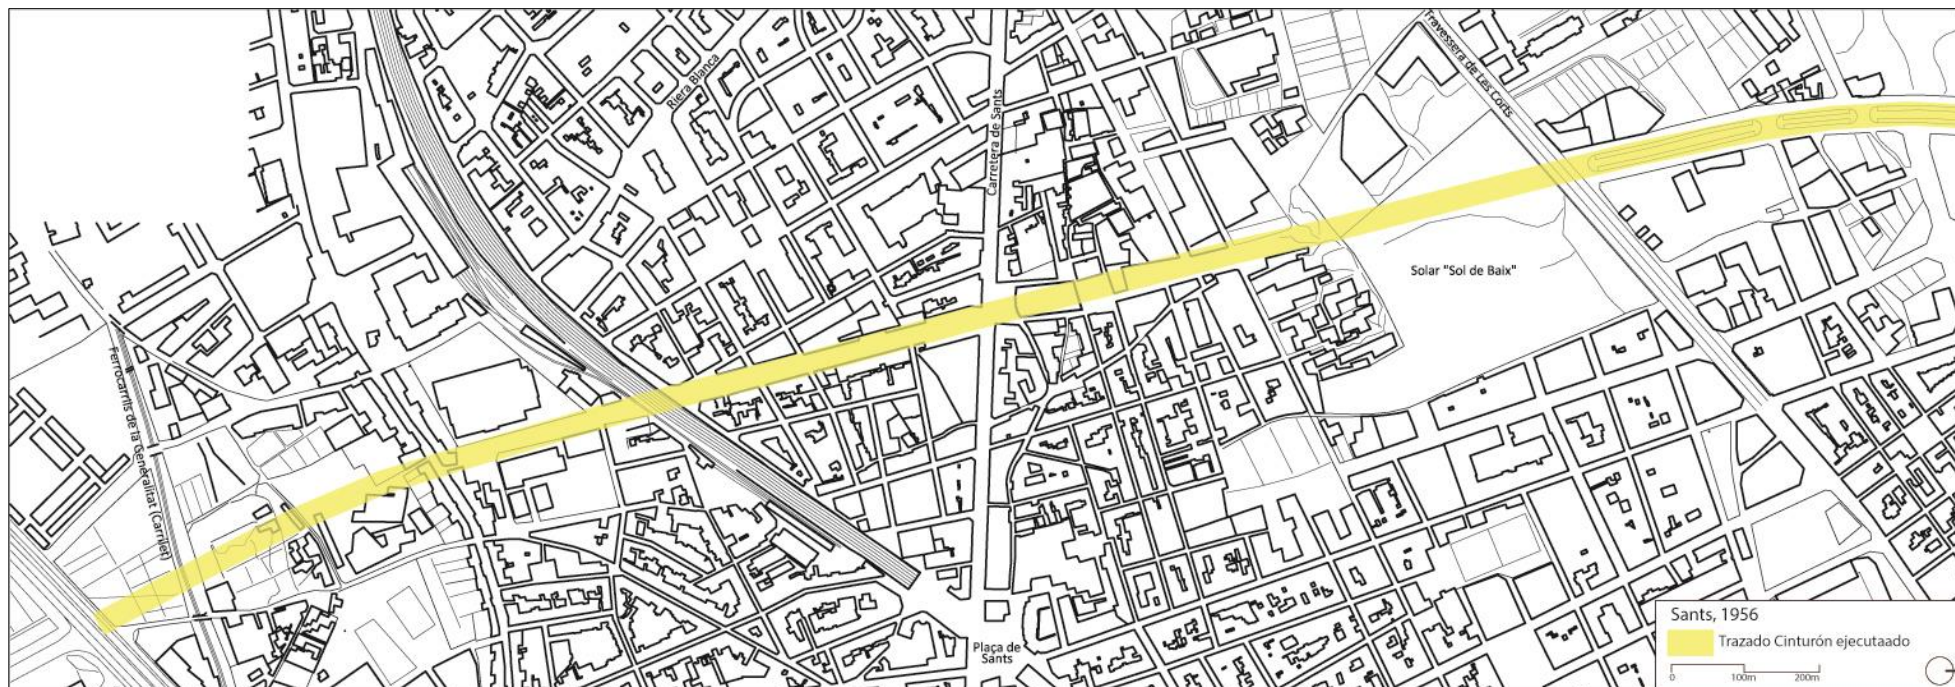 Riera Blanca
Carretera de Sants
Travessera de Les Corts
Solar "Sol de Baix"
Ferrocarrils de la Generalitat (Carrilet)
Plaça de
Sants
Sants, 1956
Trazado Cinturón ejecutaado
0 100m 200m